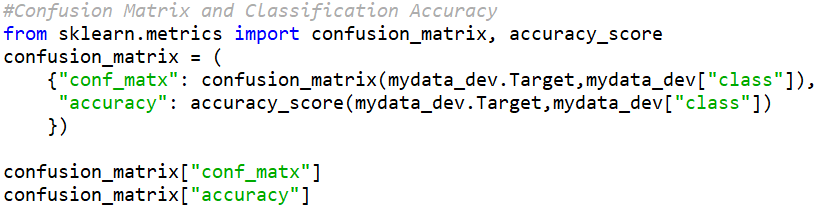 #Confusion Matrix and Classification Accuracy
from sklearn.metrics import confusion_matrix, accuracy_score
confusion_matrix = (
    {"conf_matx": confusion_matrix(mydata_dev.Target,mydata_dev["class"]),
     "accuracy": accuracy_score(mydata_dev.Target,mydata_dev["class"])
    })
confusion_matrix["conf_matx"]
confusion_matrix["accuracy"]